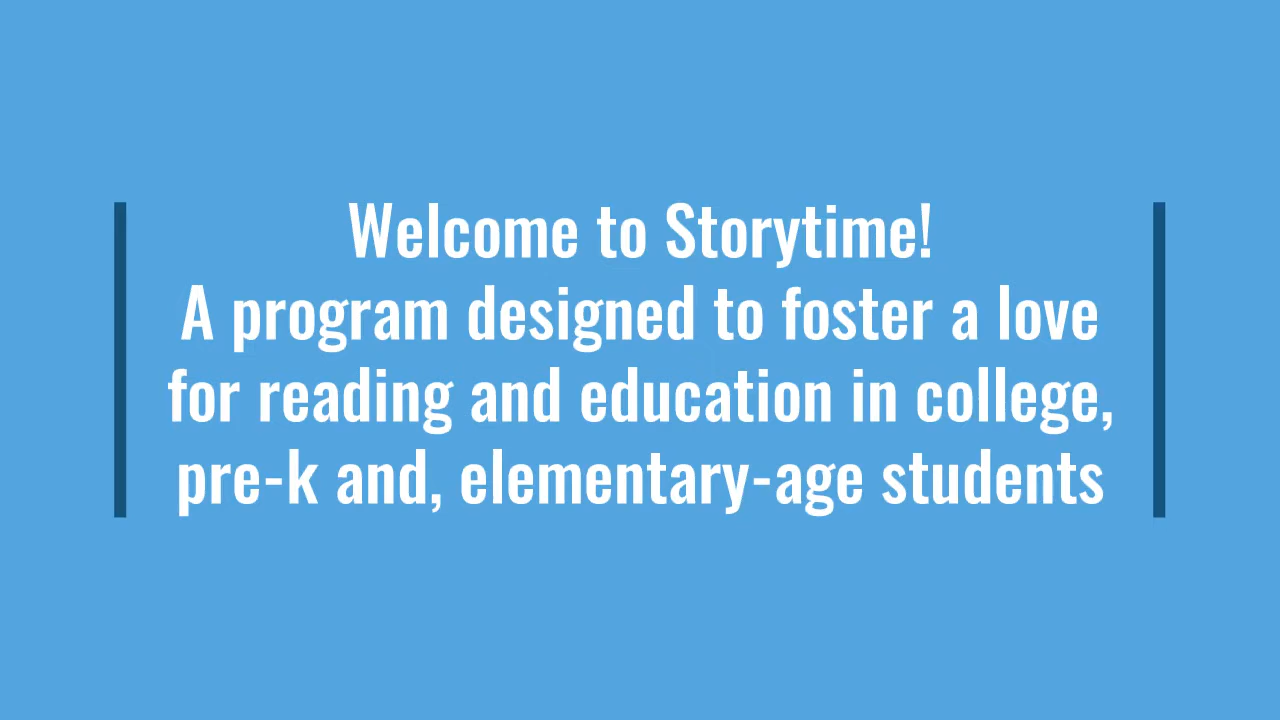 Welcome to Storytime!
A program designed to foster a love
for reading and education in college,
pre-k and, elementary-age students